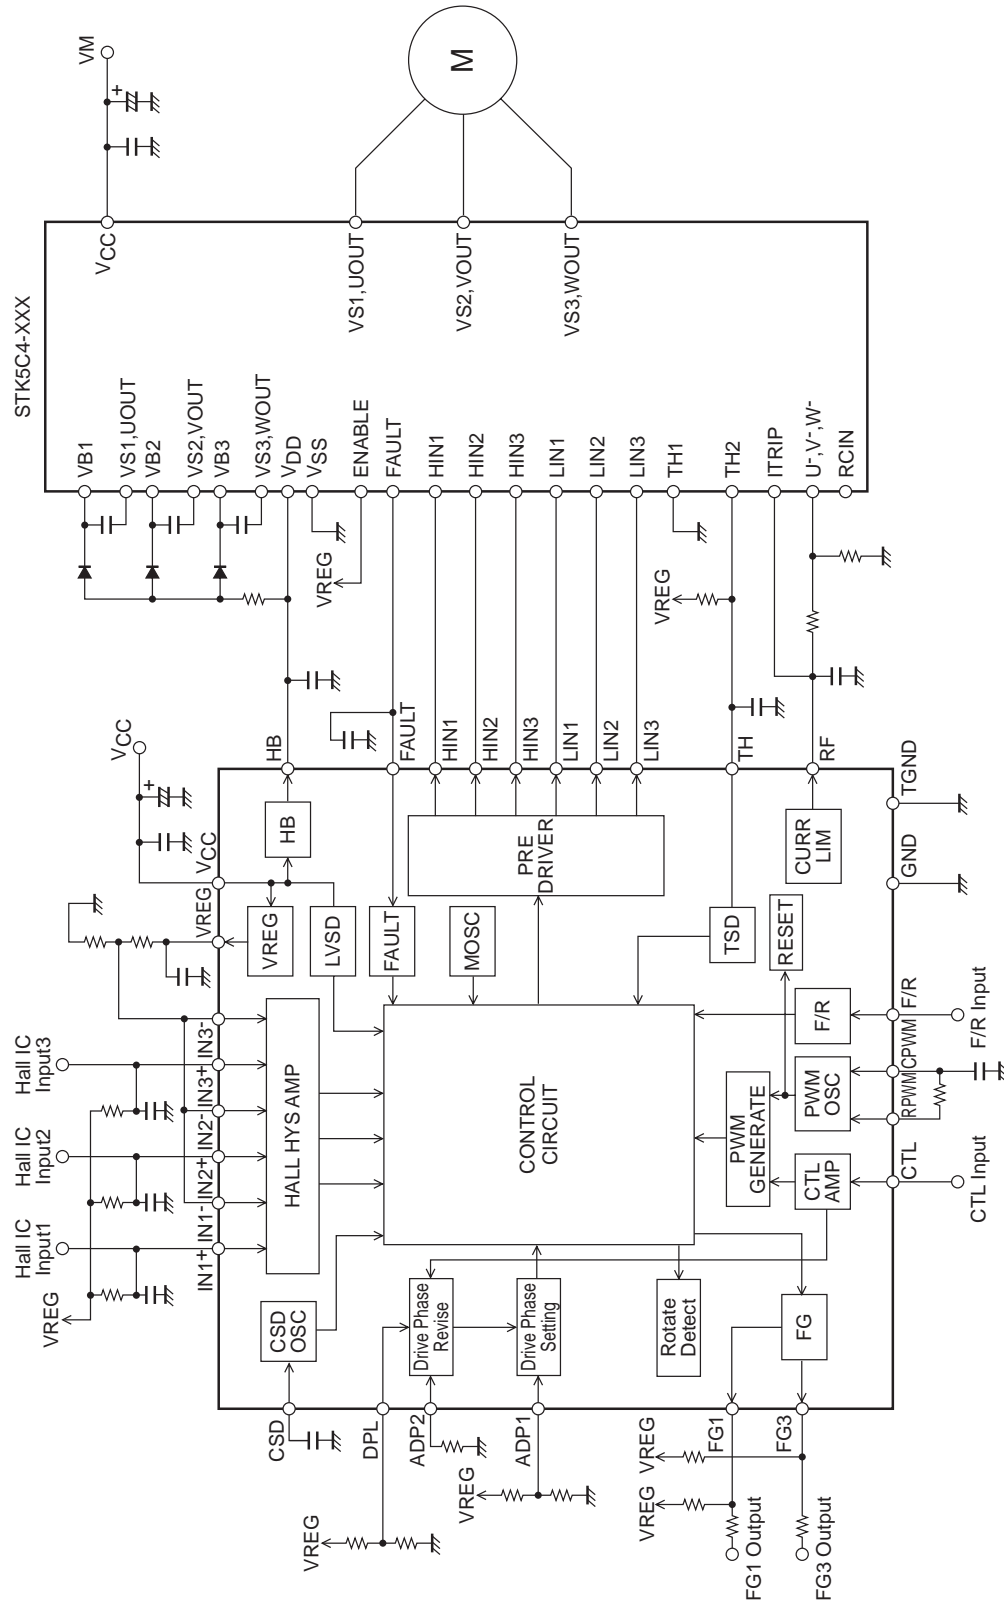 STK5C4-XXX
VM
M
VCC
VS1,UOUT
VS2,VOUT
VS3,WOUT
VB1
VS1,UOUT
VB2
VS2,VOUT
VB3
VS3,WOUT
VDD
VSS
ENABLE
FAULT
HIN1
HIN2
HIN3
LIN1
LIN2
LIN3
TH1
TH2
ITRIP
U-,V-,W-
RCIN
VREG
VREG
VCC
+
+
HB
FAULT
HIN1
HIN2
HIN3
LIN1
LIN2
LIN3
TH
RF
TGND
GND
VCC
VREG
HB
VREG
LVSD
FAULT
MOSC
PRE
DRIVER
TSD
CURR
LIM
RESET
Hall IC
Input3
Hall IC
Input2
Hall IC
Input1
VREG
IN3-
IN3+
IN2-
IN2+
IN1-
IN1+
HALL HYS AMP
CONTROL
CIRCUIT
F/R
PWM
OSC
PWM
GENERATE
CTL
AMP
F/R
CPWM
RPWM
CTL
F/R Input
CTL Input
CSD
OSC
Drive Phase
Revise
Drive Phase
Setting
Rotate
Detect
FG
CSD
DPL
ADP2
ADP1
FG1
FG3
VREG
VREG
VREG
VREG
FG1 Output
FG3 Output